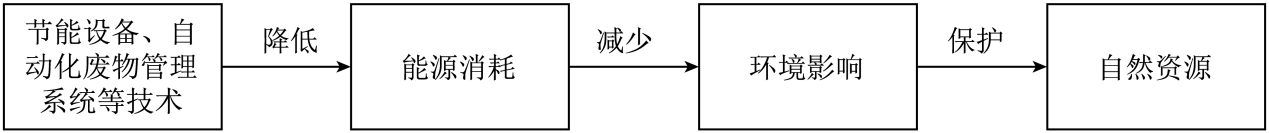 节能设备、自
动化废物管理
系统等技术
降低
能源消耗
减少
环境影响
保护
自然资源